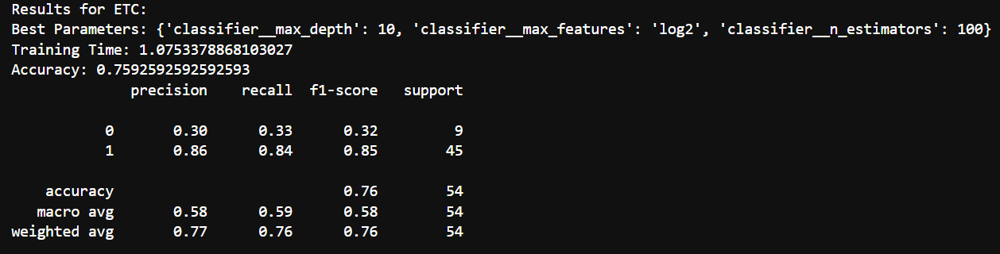 Results for ETC:
Best Parameters: {'classifier__max_depth': 10, 'classifier__max_features': 'log2', 'classifier__n_estimators': 100}
Training Time: 1.0753378868103027
Accuracy: 0.7592592592592593
precision recall f1-score support
0 0.30 0.33 0.32 9
1 0.86 0.84 0.85 45
accuracy 0.76 54
macro avg 0.58 0.59 0.58 54
weighted avg 0.77 0.76 0.76 54